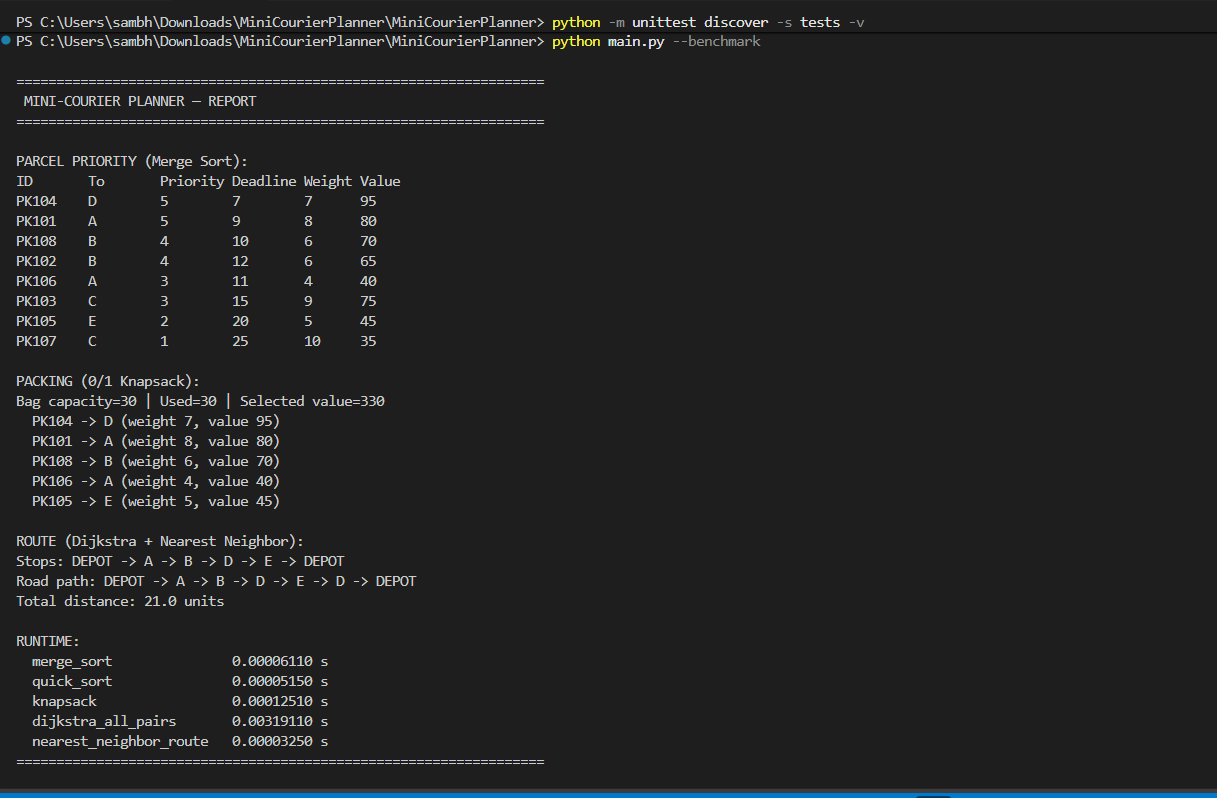 PS C:\Users\sambh\Downloads\MiniCourierPlanner\MiniCourierPlanner> python -m unittest discover -s tests -v
PS C:\Users\sambh\Downloads\MiniCourierPlanner\MiniCourierPlanner> python main.py --benchmark
==================================================================
MINI-COURIER PLANNER — REPORT
==================================================================
PARCEL PRIORITY (Merge Sort):
ID To Priority Deadline Weight Value
PK104 D 5 7 7 95
PK101 A 5 9 8 80
PK108 B 4 10 6 70
PK102 B 4 12 6 65
PK106 A 3 11 4 40
PK103 C 3 15 9 75
PK105 E 2 20 5 45
PK107 C 1 25 10 35
PACKING (0/1 Knapsack):
Bag capacity=30 | Used=30 | Selected value=330
PK104 -> D (weight 7, value 95)
PK101 -> A (weight 8, value 80)
PK108 -> B (weight 6, value 70)
PK106 -> A (weight 4, value 40)
PK105 -> E (weight 5, value 45)
ROUTE (Dijkstra + Nearest Neighbor):
Stops: DEPOT -> A -> B -> D -> E -> DEPOT
Road path: DEPOT -> A -> B -> D -> E -> D -> DEPOT
Total distance: 21.0 units
RUNTIME:
merge_sort 0.00006110 s
quick_sort 0.00005150 s
knapsack 0.00012510 s
dijkstra_all_pairs 0.00319110 s
nearest_neighbor_route 0.00003250 s
==================================================================